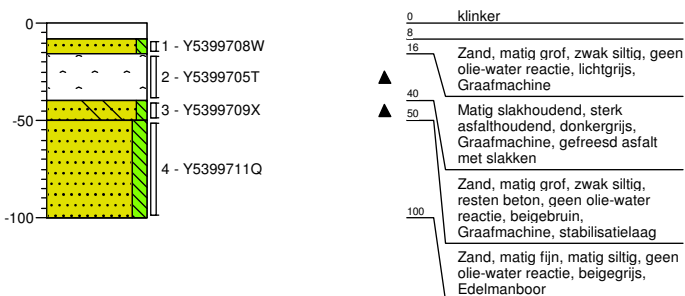 0
1 - Y5399708W
2 - Y5399705T
3 - Y5399709X
-50
4 - Y5399711Q
-100
0 klinker
8
16
Zand, matig grof, zwak siltig, geen
olie-water reactie, lichtgrijs,
Graafmachine
40
Matig slakhoudend, sterk
asfalthoudend, donkergrijs,
Graafmachine, gefreesd asfalt
met slakken
50
Zand, matig grof, zwak siltig,
resten beton, geen olie-water
reactie, beigebruin,
Graafmachine, stabilisatielaag
100
Zand, matig fijn, matig siltig, geen
olie-water reactie, beigegrijs,
Edelmanboor